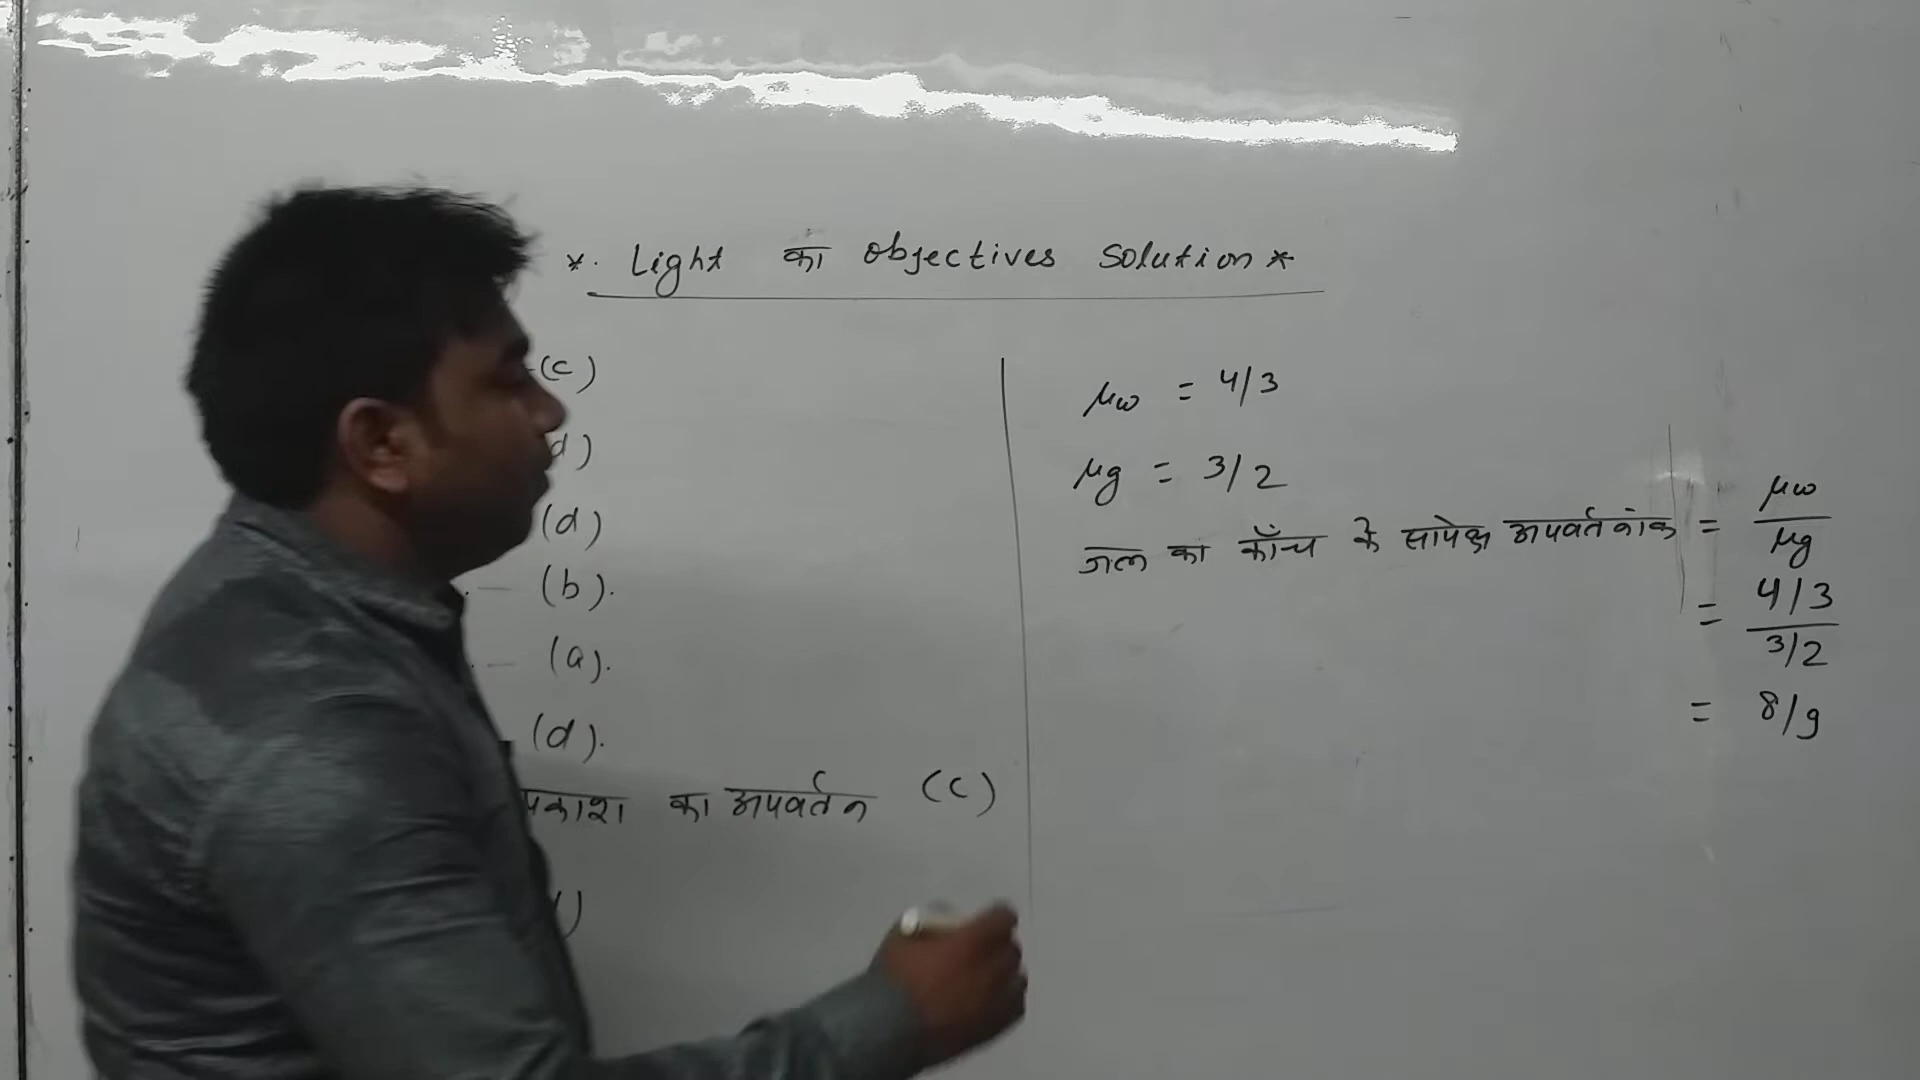 *. Light का objectives solution *
(c)
d)
(d)
— (b).
— (a).
(d).
प्रकाश का अपवर्तन (c)
μw = 4/3
μg = 3/2
जल का काँच के सापेक्ष अपवर्तनांक = μw/μg
= 4/3 / 3/2
= 8/9